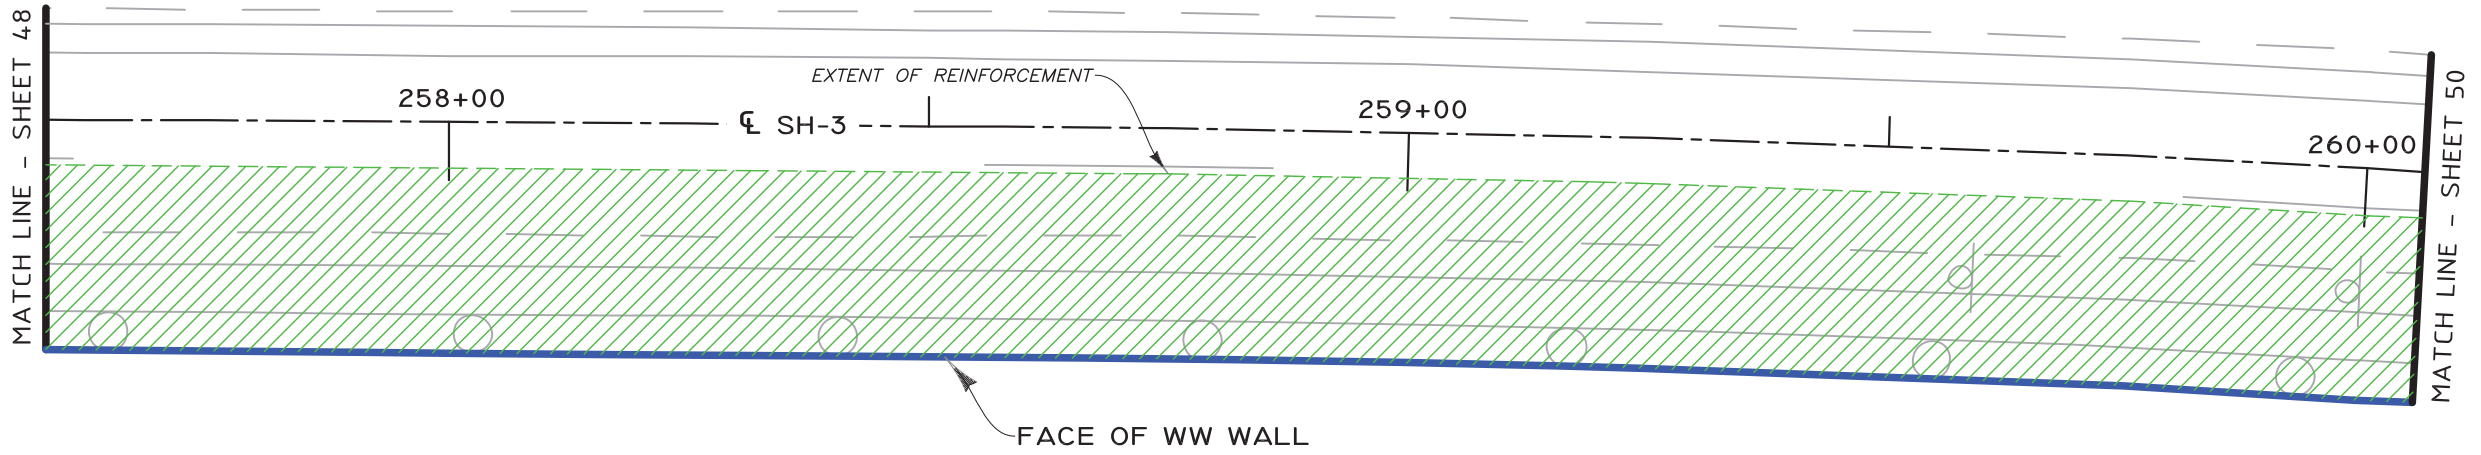 MATCH LINE - SHEET 48
EXTENT OF REINFORCEMENT
258+00
℄ SH-3
259+00
260+00
MATCH LINE - SHEET 50
FACE OF WW WALL